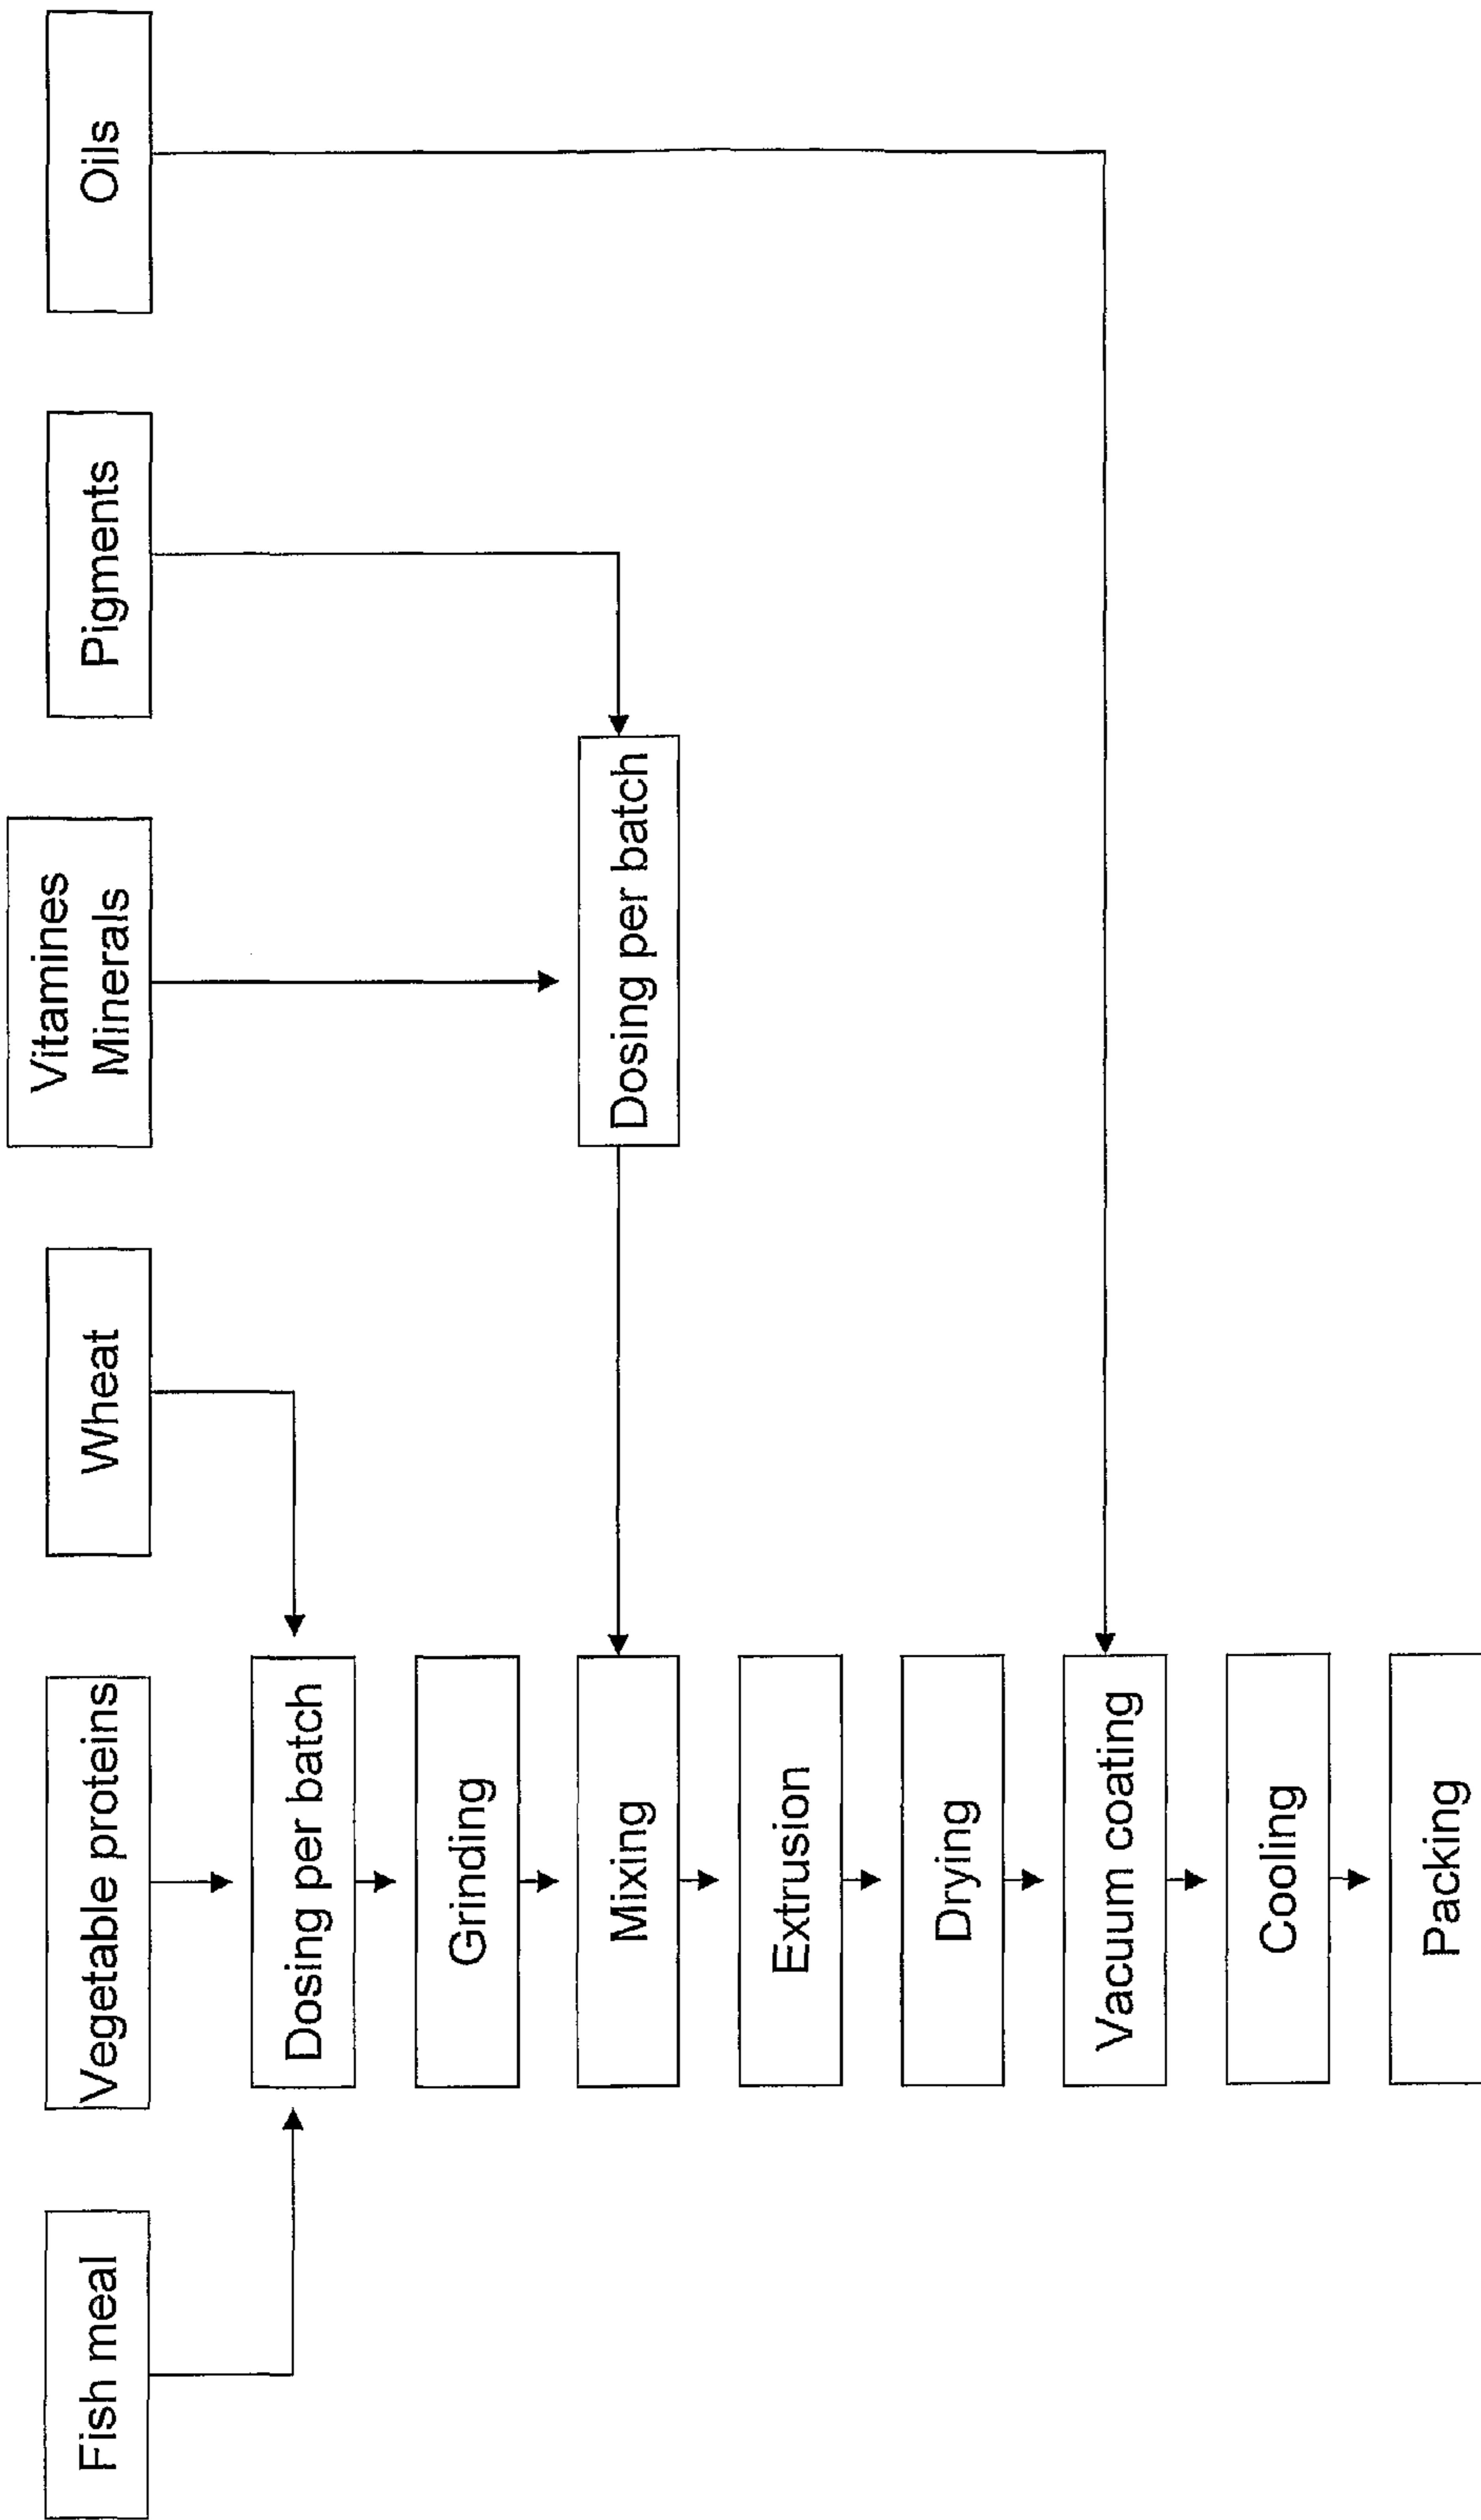 Fish meal
Vegetable proteins
Wheat
Vitamines
Minerals
Pigments
Oils
Dosing per batch
Grinding
Mixing
Dosing per batch
Extrusion
Drying
Vacuum coating
Cooling
Packing